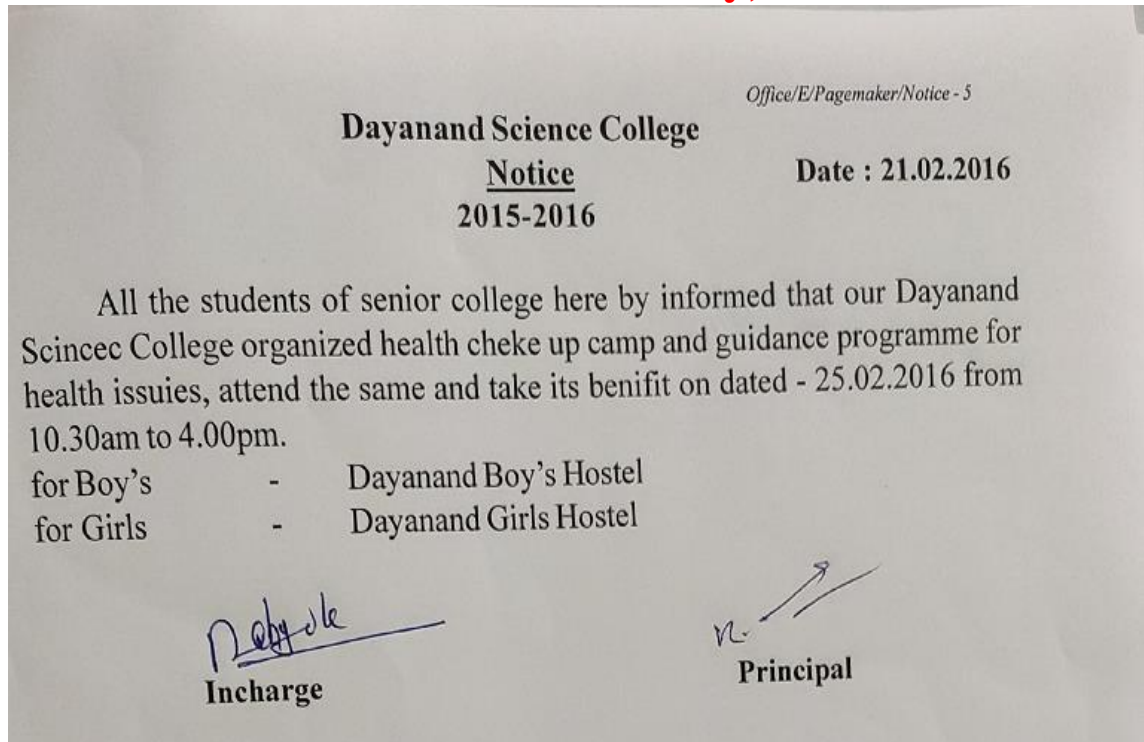 Office/E/Pagemaker/Notice - 5
Dayanand Science College
Notice
Date : 21.02.2016
2015-2016
All the students of senior college here by informed that our Dayanand
Scincec College organized health cheke up camp and guidance programme for
health issuies, attend the same and take its benifit on dated - 25.02.2016 from
10.30am to 4.00pm.
for Boy's - Dayanand Boy's Hostel
for Girls - Dayanand Girls Hostel
Incharge
Principal